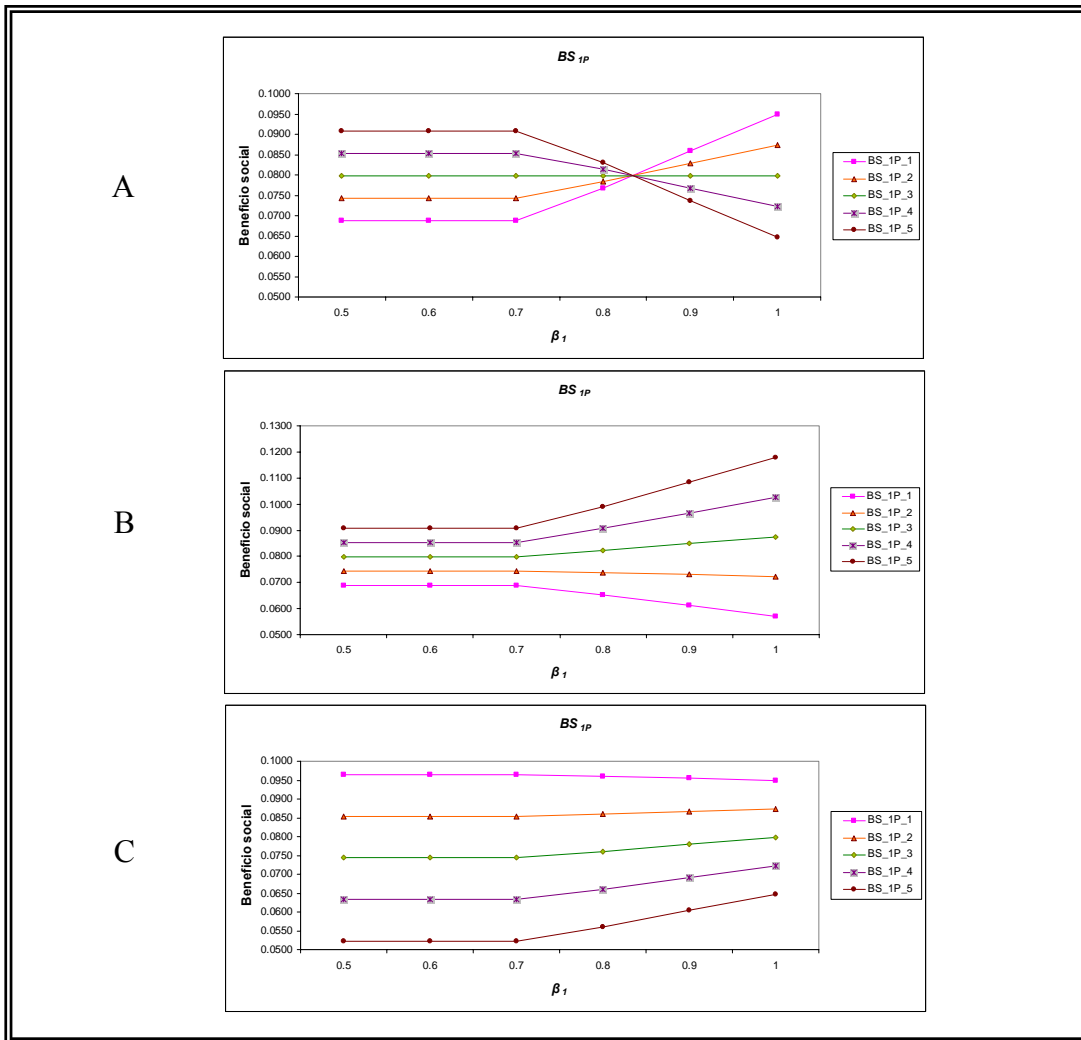 A
BS 1P
Beneficio social
0.1000
0.0950
0.0900
0.0850
0.0800
0.0750
0.0700
0.0650
0.0600
0.0550
0.0500
0.5 0.6 0.7 0.8 0.9 1
β 1
BS_1P_1
BS_1P_2
BS_1P_3
BS_1P_4
BS_1P_5
B
BS 1P
Beneficio social
0.1300
0.1200
0.1100
0.1000
0.0900
0.0800
0.0700
0.0600
0.0500
0.5 0.6 0.7 0.8 0.9 1
β 1
BS_1P_1
BS_1P_2
BS_1P_3
BS_1P_4
BS_1P_5
C
BS 1P
Beneficio social
0.1000
0.0950
0.0900
0.0850
0.0800
0.0750
0.0700
0.0650
0.0600
0.0550
0.0500
0.5 0.6 0.7 0.8 0.9 1
β 1
BS_1P_1
BS_1P_2
BS_1P_3
BS_1P_4
BS_1P_5